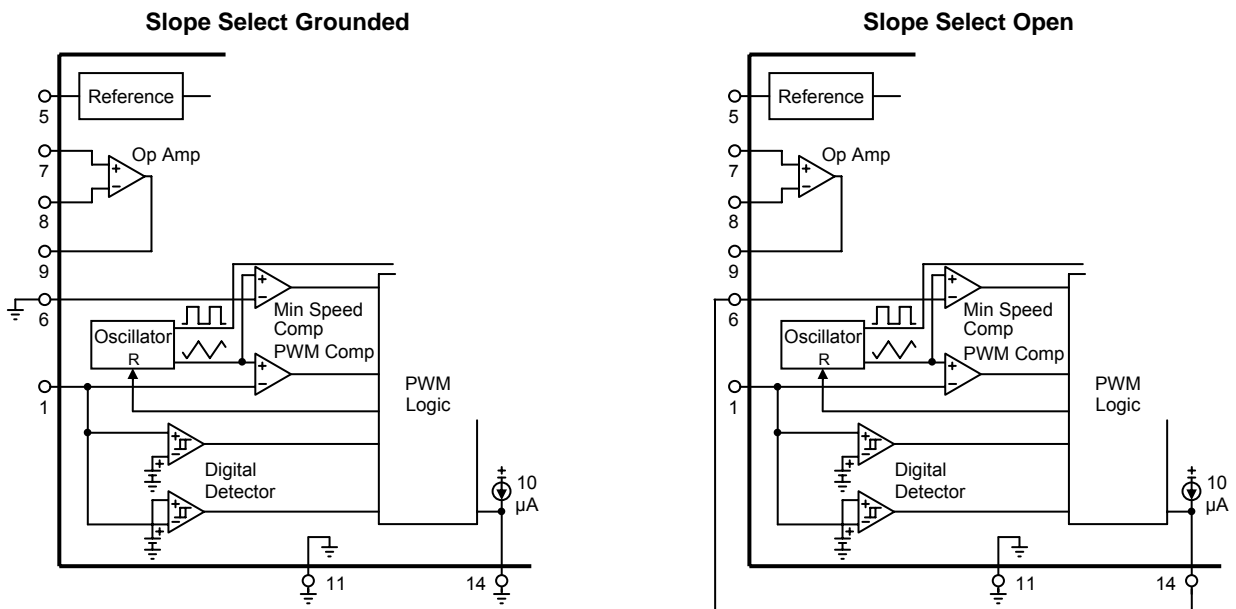 Slope Select Grounded
Reference
5
Op Amp
+
−
7
8
9
6
+
−
Min Speed
Comp
Oscillator
R
PWM Comp
+
−
1
PWM
Logic
+
−
+
Digital
Detector
+
−
+
+
10
µA
11
14
Slope Select Open
Reference
5
Op Amp
+
−
7
8
9
6
+
−
Min Speed
Comp
Oscillator
R
PWM Comp
+
−
1
PWM
Logic
+
−
+
Digital
Detector
+
−
+
+
10
µA
11
14